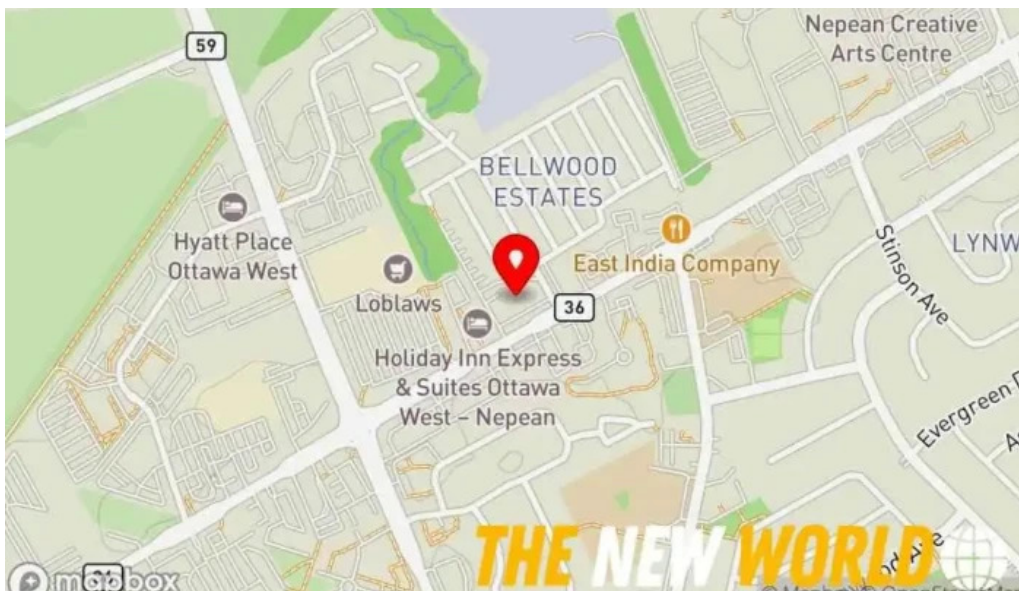 59
Nepean Creative
Arts Centre
BELLWOOD
ESTATES
Hyatt Place
Ottawa West
East India Company
Stinson Ave
LYNW
Loblaws
36
Holiday Inn Express
& Suites Ottawa
West – Nepean
Evergreen
THE NEW WORLD
mapbox